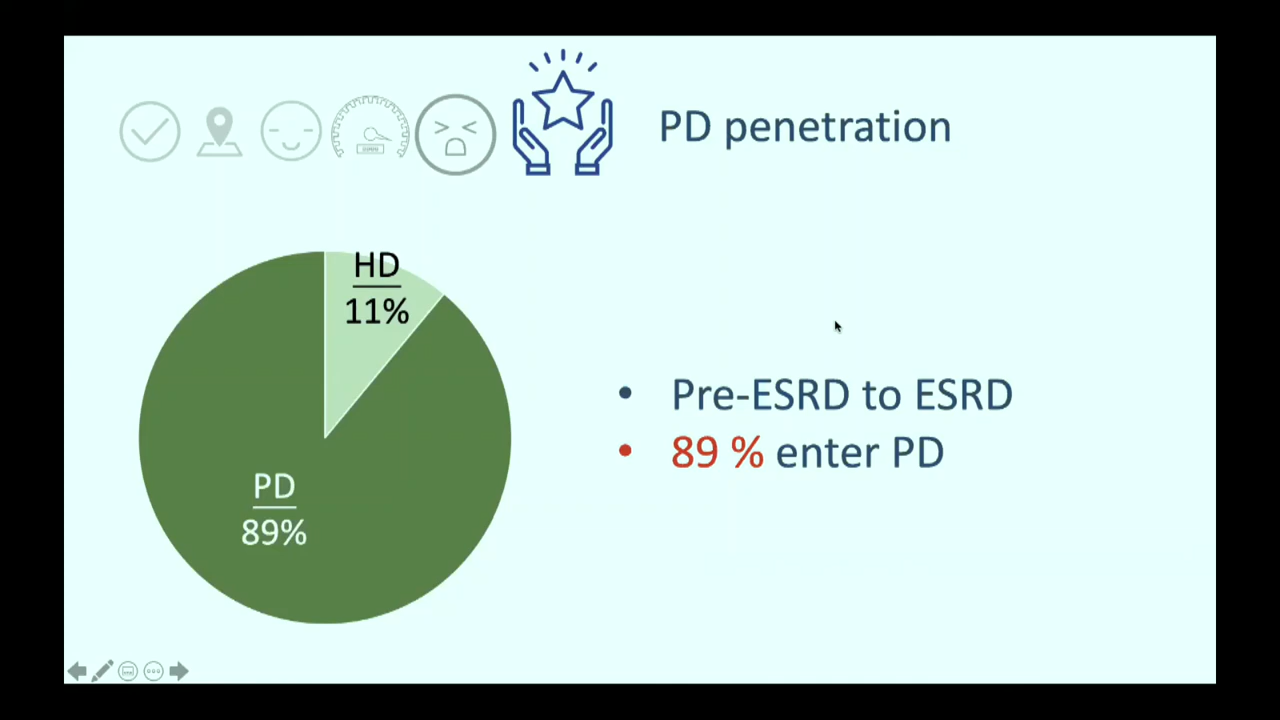 PD penetration
HD
11%
PD
89%
• Pre-ESRD to ESRD
• 89 % enter PD